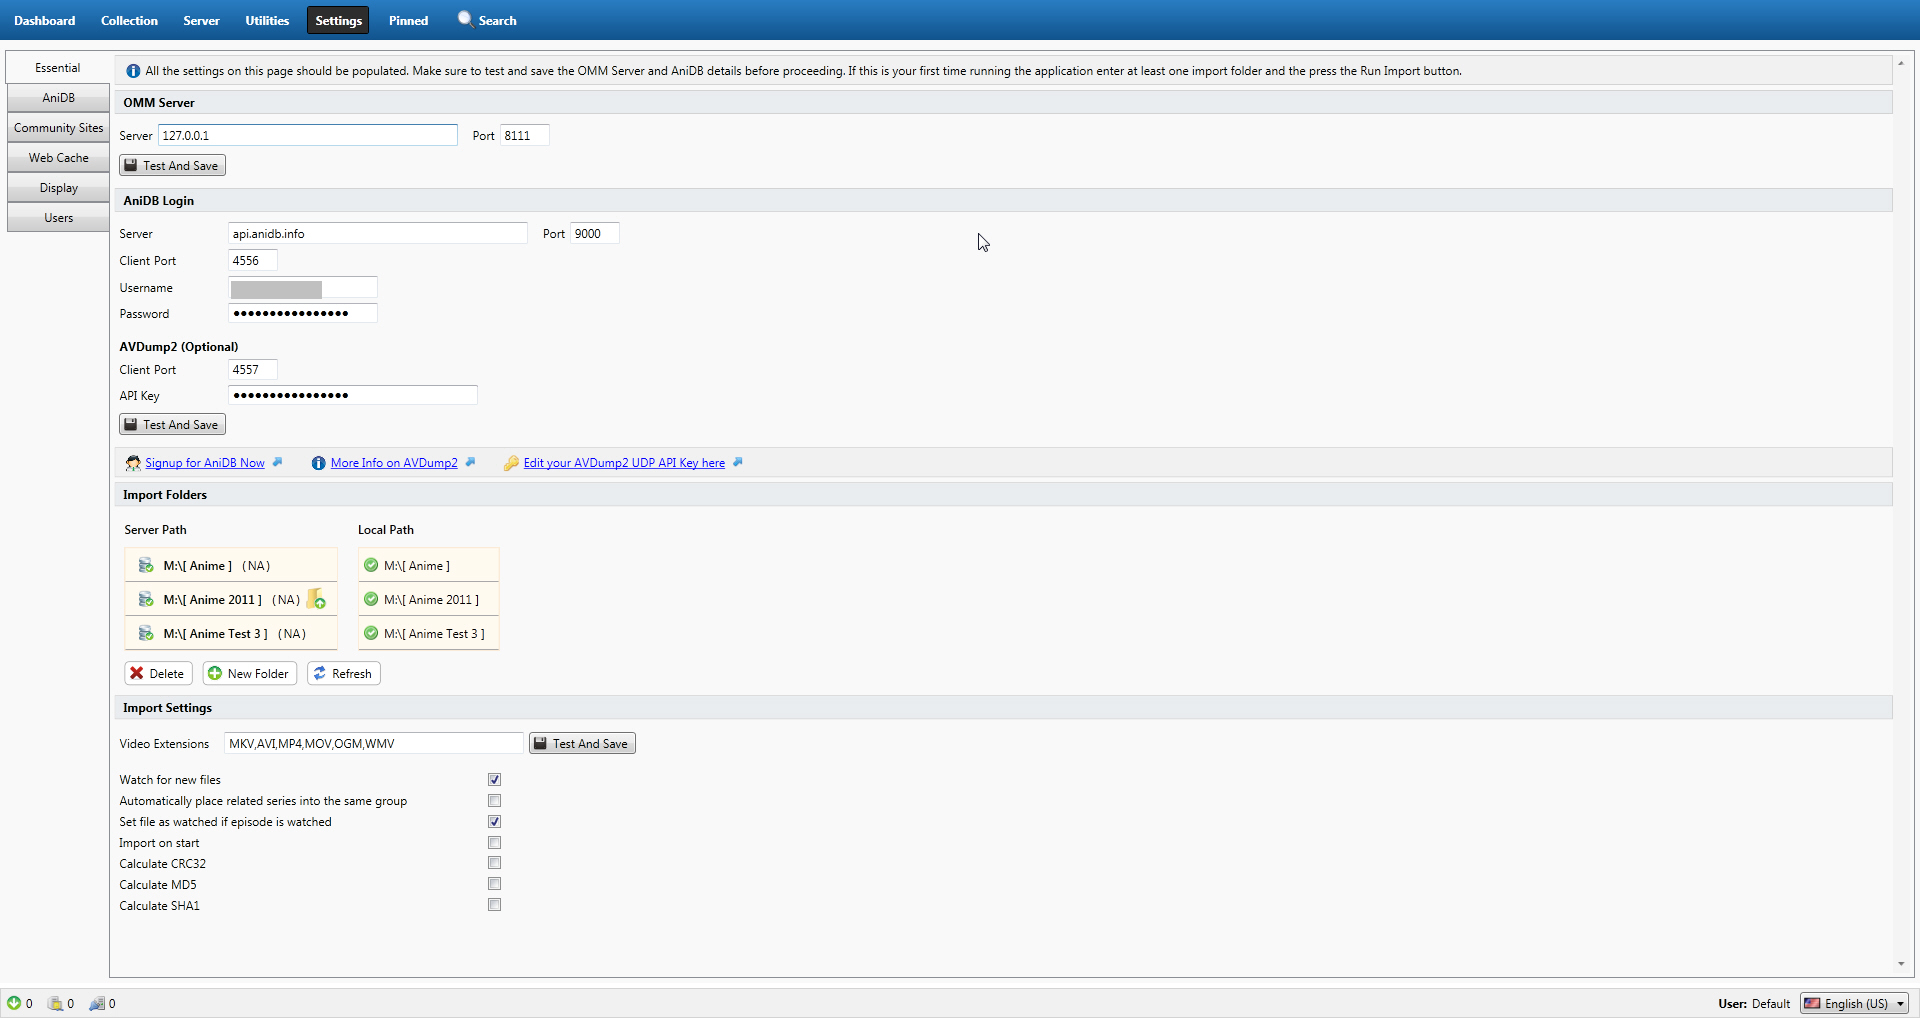 Dashboard Collection Server Utilities Settings Pinned Search
Essential
AniDB
Community Sites
Web Cache
Display
Users
All the settings on this page should be populated. Make sure to test and save the OMM Server and AniDB details before proceeding. If this is your first time running the application enter at least one import folder and the press the Run Import button.
OMM Server
Server 127.0.0.1 Port 8111
Test And Save
AniDB Login
Server api.anidb.info Port 9000
Client Port 4556
Username
Password ●●●●●●●●●●●●●●●●
AVDump2 (Optional)
Client Port 4557
API Key ●●●●●●●●●●●●●●●●
Test And Save
Signup for AniDB Now More Info on AVDump2 Edit your AVDump2 UDP API Key here
Import Folders
Server Path Local Path
M:\[ Anime ] (NA) M:\[ Anime ]
M:\[ Anime 2011 ] (NA) M:\[ Anime 2011 ]
M:\[ Anime Test 3 ] (NA) M:\[ Anime Test 3 ]
Delete New Folder Refresh
Import Settings
Video Extensions MKV,AVI,MP4,MOV,OGM,WMV Test And Save
Watch for new files
Automatically place related series into the same group
Set file as watched if episode is watched
Import on start
Calculate CRC32
Calculate MD5
Calculate SHA1
0 0 0 User: Default English (US)